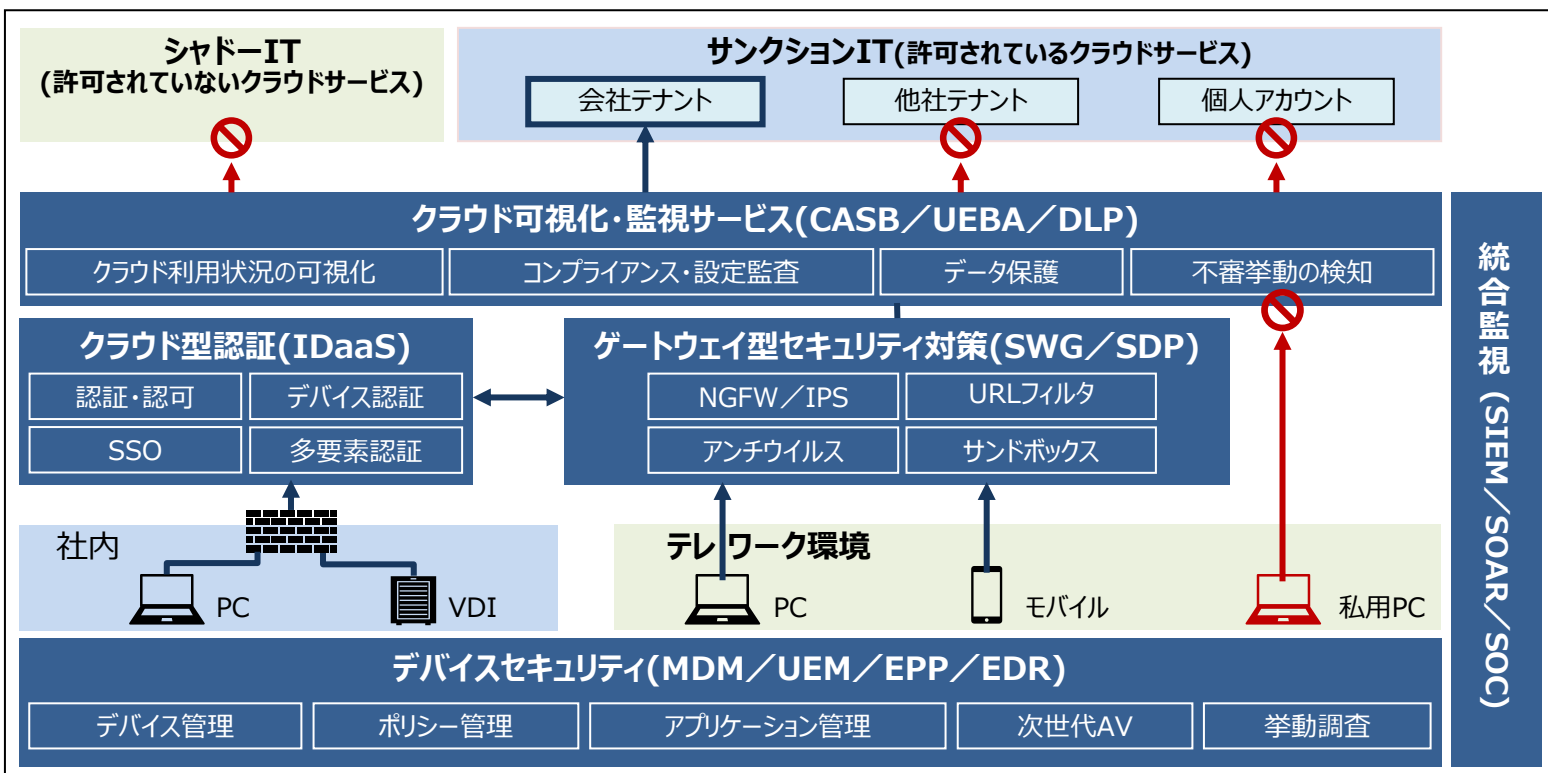 シャドーIT
(許可されていないクラウドサービス)
サンクションIT(許可されているクラウドサービス)
会社テナント
他社テナント
個人アカウント
クラウド可視化・監視サービス(CASB／UEBA／DLP)
クラウド利用状況の可視化
コンプライアンス・設定監査
データ保護
不審挙動の検知
クラウド型認証(IDaaS)
認証・認可
デバイス認証
SSO
多要素認証
ゲートウェイ型セキュリティ対策(SWG／SDP)
NGFW／IPS
URLフィルタ
アンチウイルス
サンドボックス
社内
PC
VDI
テレワーク環境
PC
モバイル
私用PC
デバイスセキュリティ(MDM／UEM／EPP／EDR)
デバイス管理
ポリシー管理
アプリケーション管理
次世代AV
挙動調査
統合監視(SIEM／SOAR／SOC)